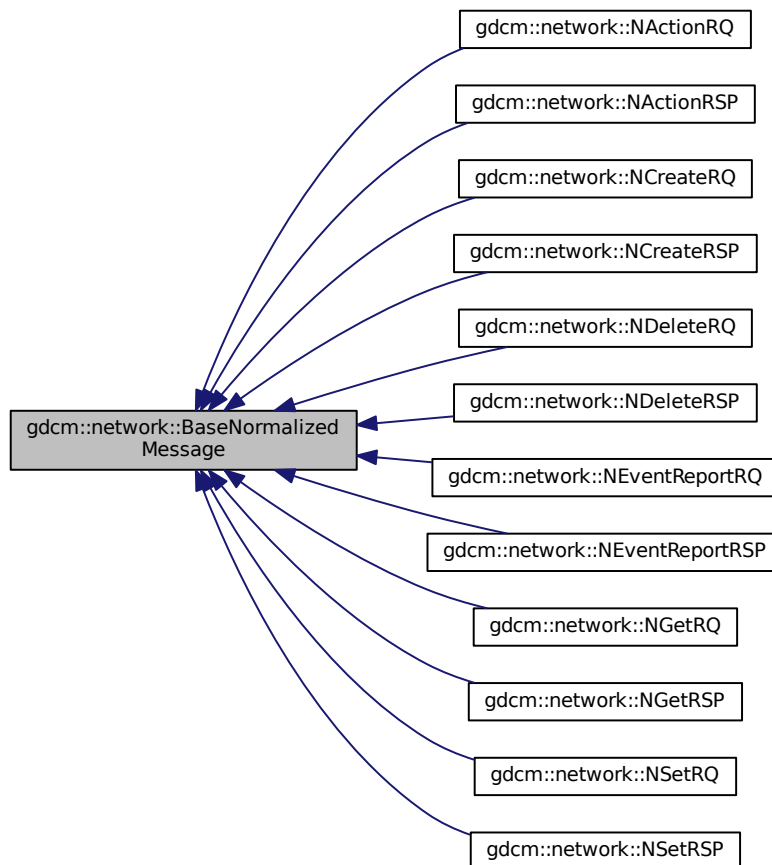 gdcm::network::NActionRQ
gdcm::network::NActionRSP
gdcm::network::NCreateRQ
gdcm::network::NCreateRSP
gdcm::network::NDeleteRQ
gdcm::network::NDeleteRSP
gdcm::network::BaseNormalized
Message
gdcm::network::NEventReportRQ
gdcm::network::NEventReportRSP
gdcm::network::NGetRQ
gdcm::network::NGetRSP
gdcm::network::NSetRQ
gdcm::network::NSetRSP